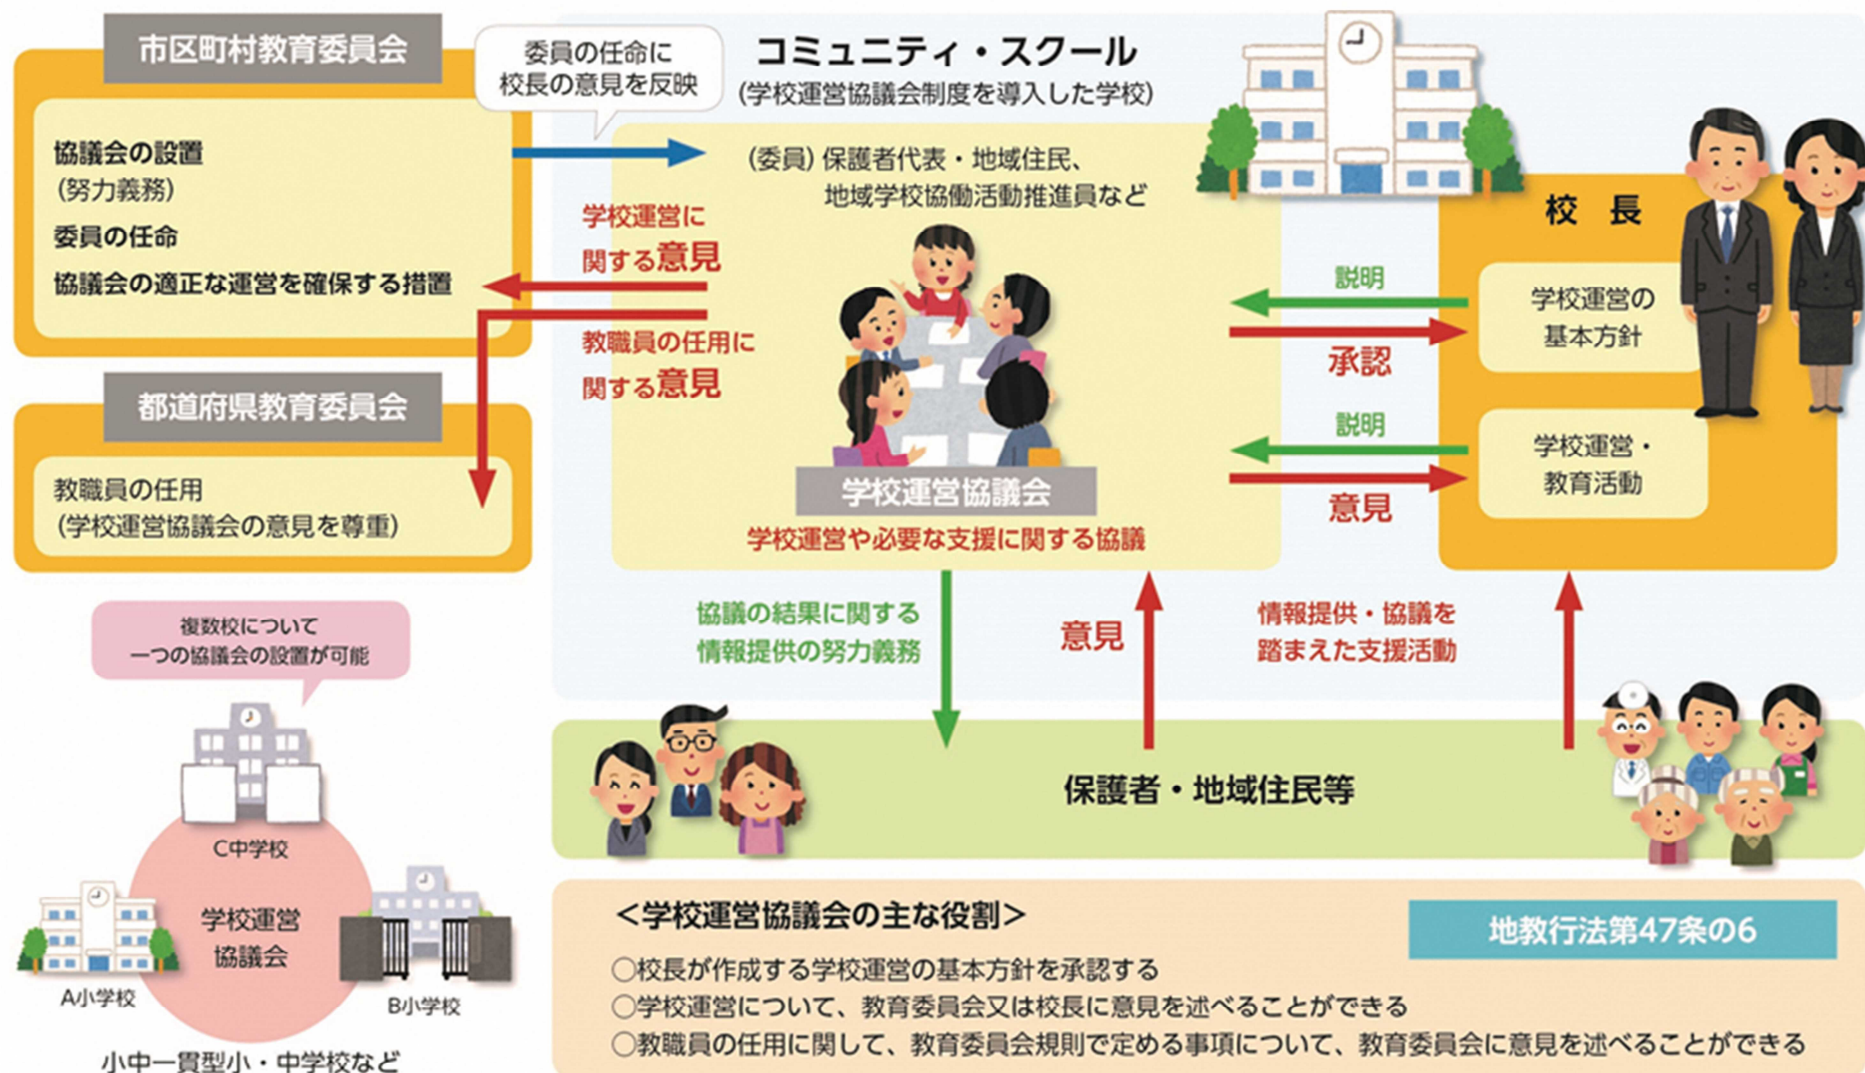 市区町村教育委員会
協議会の設置
(努力義務)
委員の任命
協議会の適正な運営を確保する措置
都道府県教育委員会
教職員の任用
(学校運営協議会の意見を尊重)
委員の任命に
校長の意見を反映
コミュニティ・スクール
(学校運営協議会制度を導入した学校)
(委員) 保護者代表・地域住民、
地域学校協働活動推進員など
学校運営に
関する意見
教職員の任用に
関する意見
学校運営協議会
学校運営や必要な支援に関する協議
説明
承認
説明
意見
校 長
学校運営の
基本方針
学校運営・
教育活動
協議の結果に関する
情報提供の努力義務
意見
情報提供・協議を
踏まえた支援活動
保護者・地域住民等
複数校について
一つの協議会の設置が可能
C中学校
学校運営
協議会
A小学校
B小学校
小中一貫型小・中学校など
<学校運営協議会の主な役割>
地教行法第47条の6
○校長が作成する学校運営の基本方針を承認する
○学校運営について、教育委員会又は校長に意見を述べることができる
○教職員の任用に関して、教育委員会規則で定める事項について、教育委員会に意見を述べることができる